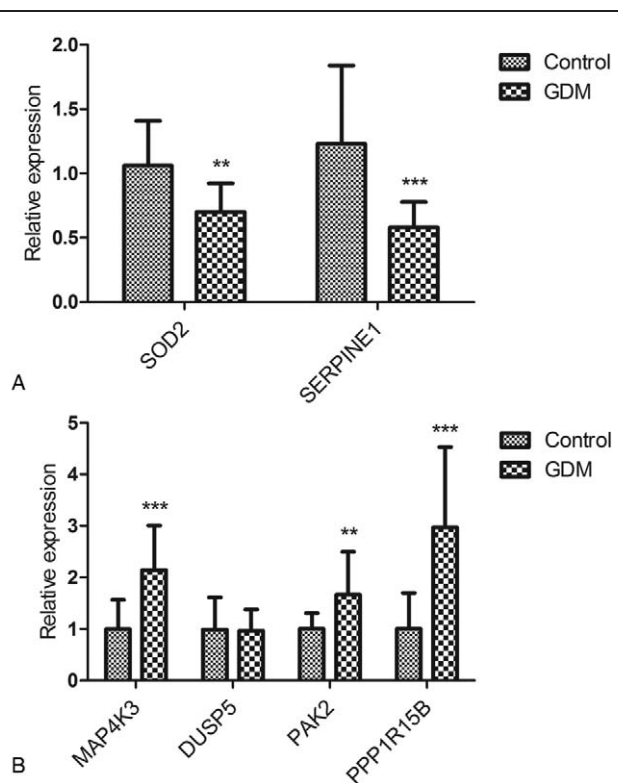 2.0
1.5
1.0
0.5
0.0
Relative expression
**
***
Control
GDM
SOD2
SERPINE1
A
5
4
3
2
1
0
Relative expression
***
**
***
Control
GDM
MAP4K3
DUSP5
PAK2
PPP1R15B
B